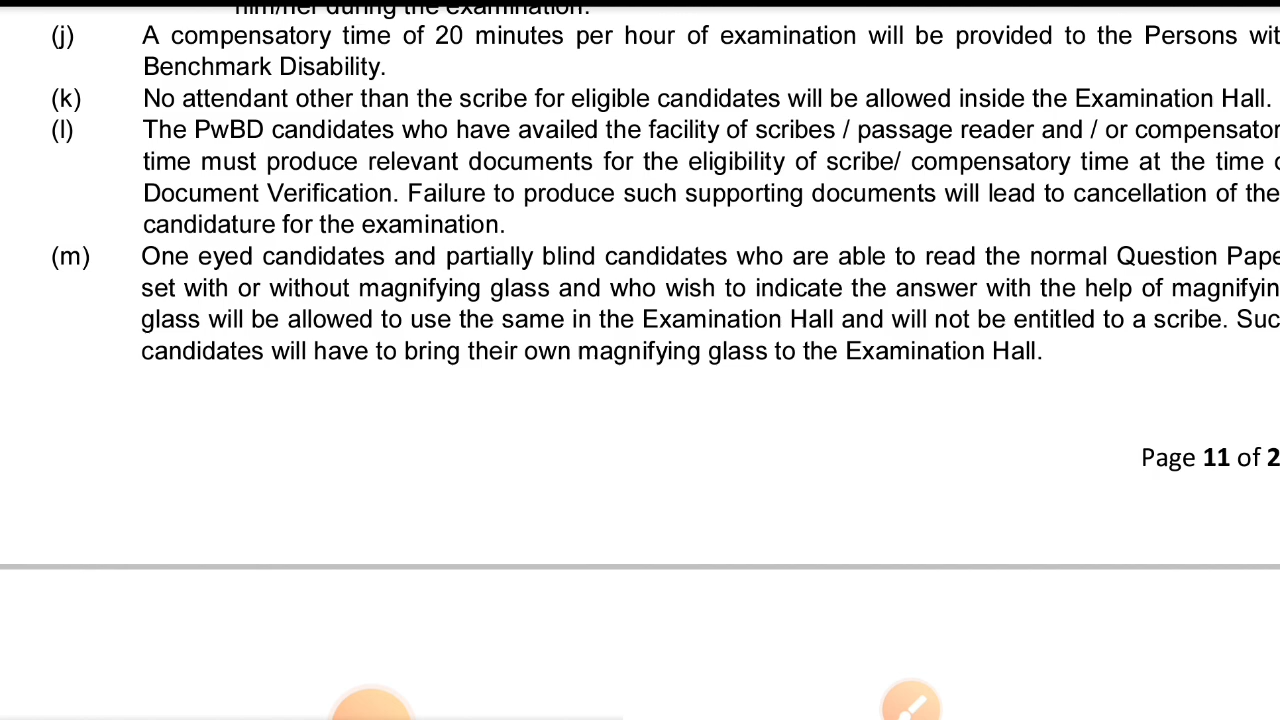 during the examination.
(j) A compensatory time of 20 minutes per hour of examination will be provided to the Persons
Benchmark Disability.
(k) No attendant other than the scribe for eligible candidates will be allowed inside the Examination Hall.
(l) The PwBD candidates who have availed the facility of scribes / passage reader and / or
time must produce relevant documents for the eligibility of scribe/ compensatory time at the time
Document Verification. Failure to produce such supporting documents will lead to cancellation of
candidature for the examination.
(m) One eyed candidates and partially blind candidates who are able to read the normal Question
set with or without magnifying glass and who wish to indicate the answer with the help of
glass will be allowed to use the same in the Examination Hall and will not be entitled to a scribe.
candidates will have to bring their own magnifying glass to the Examination Hall.
Page 11 of